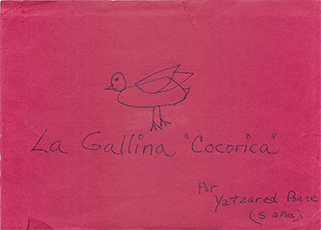 La Gallina "Cocorica"
Por
Yatzared Ponce
(5 años)